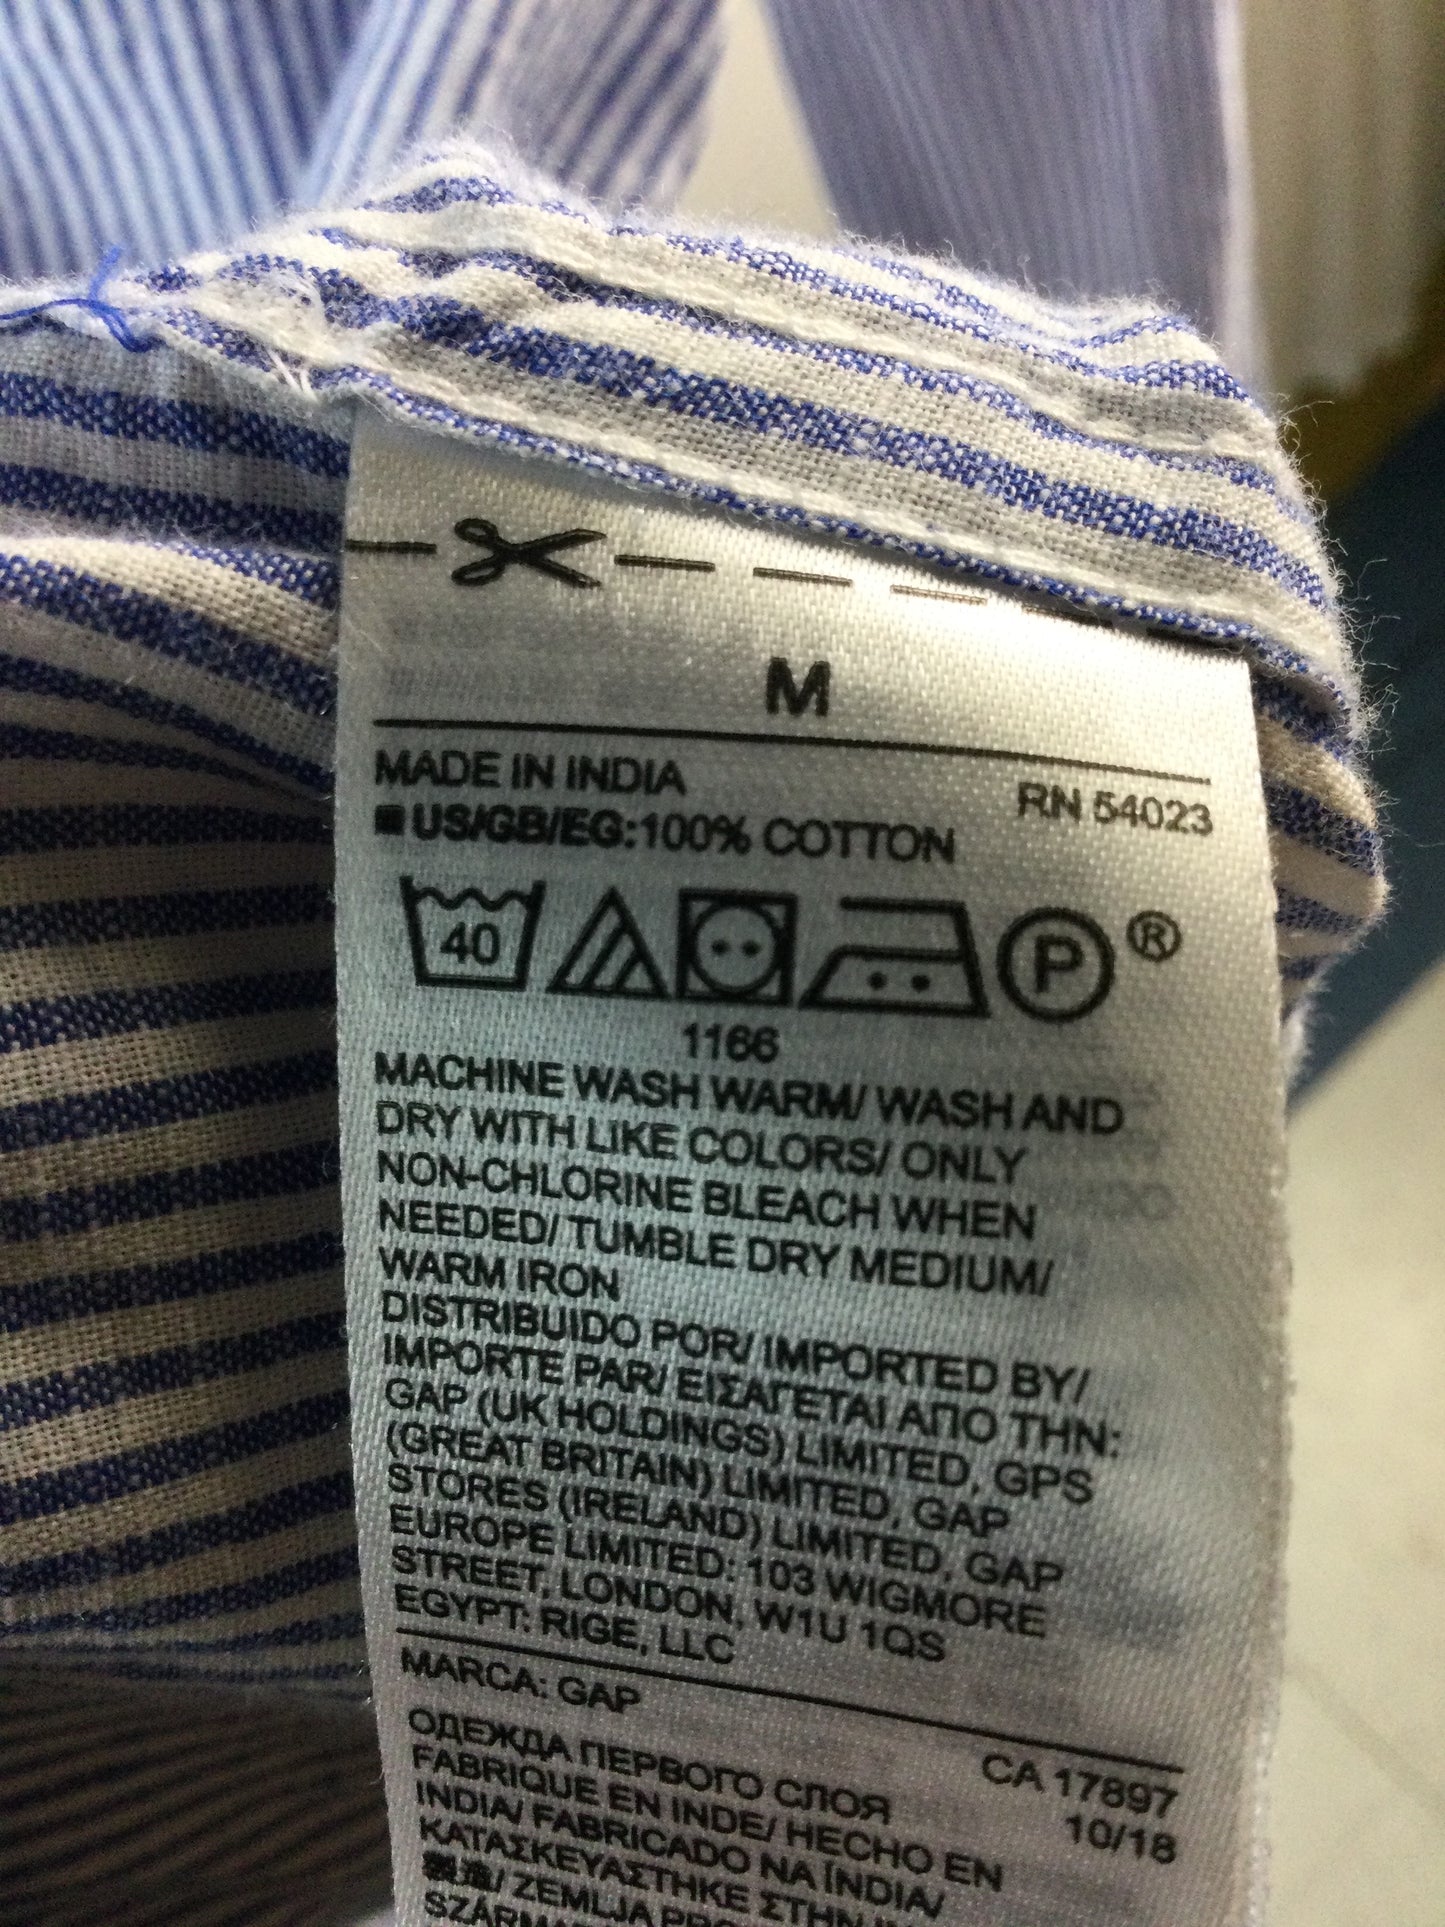 M
MADE IN INDIA
RN 54023
US/GB/EG:100% COTTON
40
P ®
1166
MACHINE WASH WARM/ WASH AND
DRY WITH LIKE COLORS/ ONLY
NON-CHLORINE BLEACH WHEN
NEEDED/ TUMBLE DRY MEDIUM/
WARM IRON
DISTRIBUIDO POR/ IMPORTED BY/
IMPORTE PAR/ ΕΙΣΑΓΕΤΑΙ ΑΠΟ ΤΗΝ:
GAP (UK HOLDINGS) LIMITED, GPS
(GREAT BRITAIN) LIMITED, GAP
STORES (IRELAND) LIMITED, GAP
EUROPE LIMITED: 103 WIGMORE
STREET, LONDON, W1U 1QS
EGYPT: RIGE, LLC
MARCA: GAP
CA 17897
10/18
ОДЕЖДА ПЕРВОГО СЛОЯ
FABRIQUE EN INDE/ HECHO EN
INDIA/ FABRICADO NA ÍNDIA/
ΚΑΤΑΣΚΕΥΑΣΤΗΚΕ ΣΤΗΝ
ZEMLJA